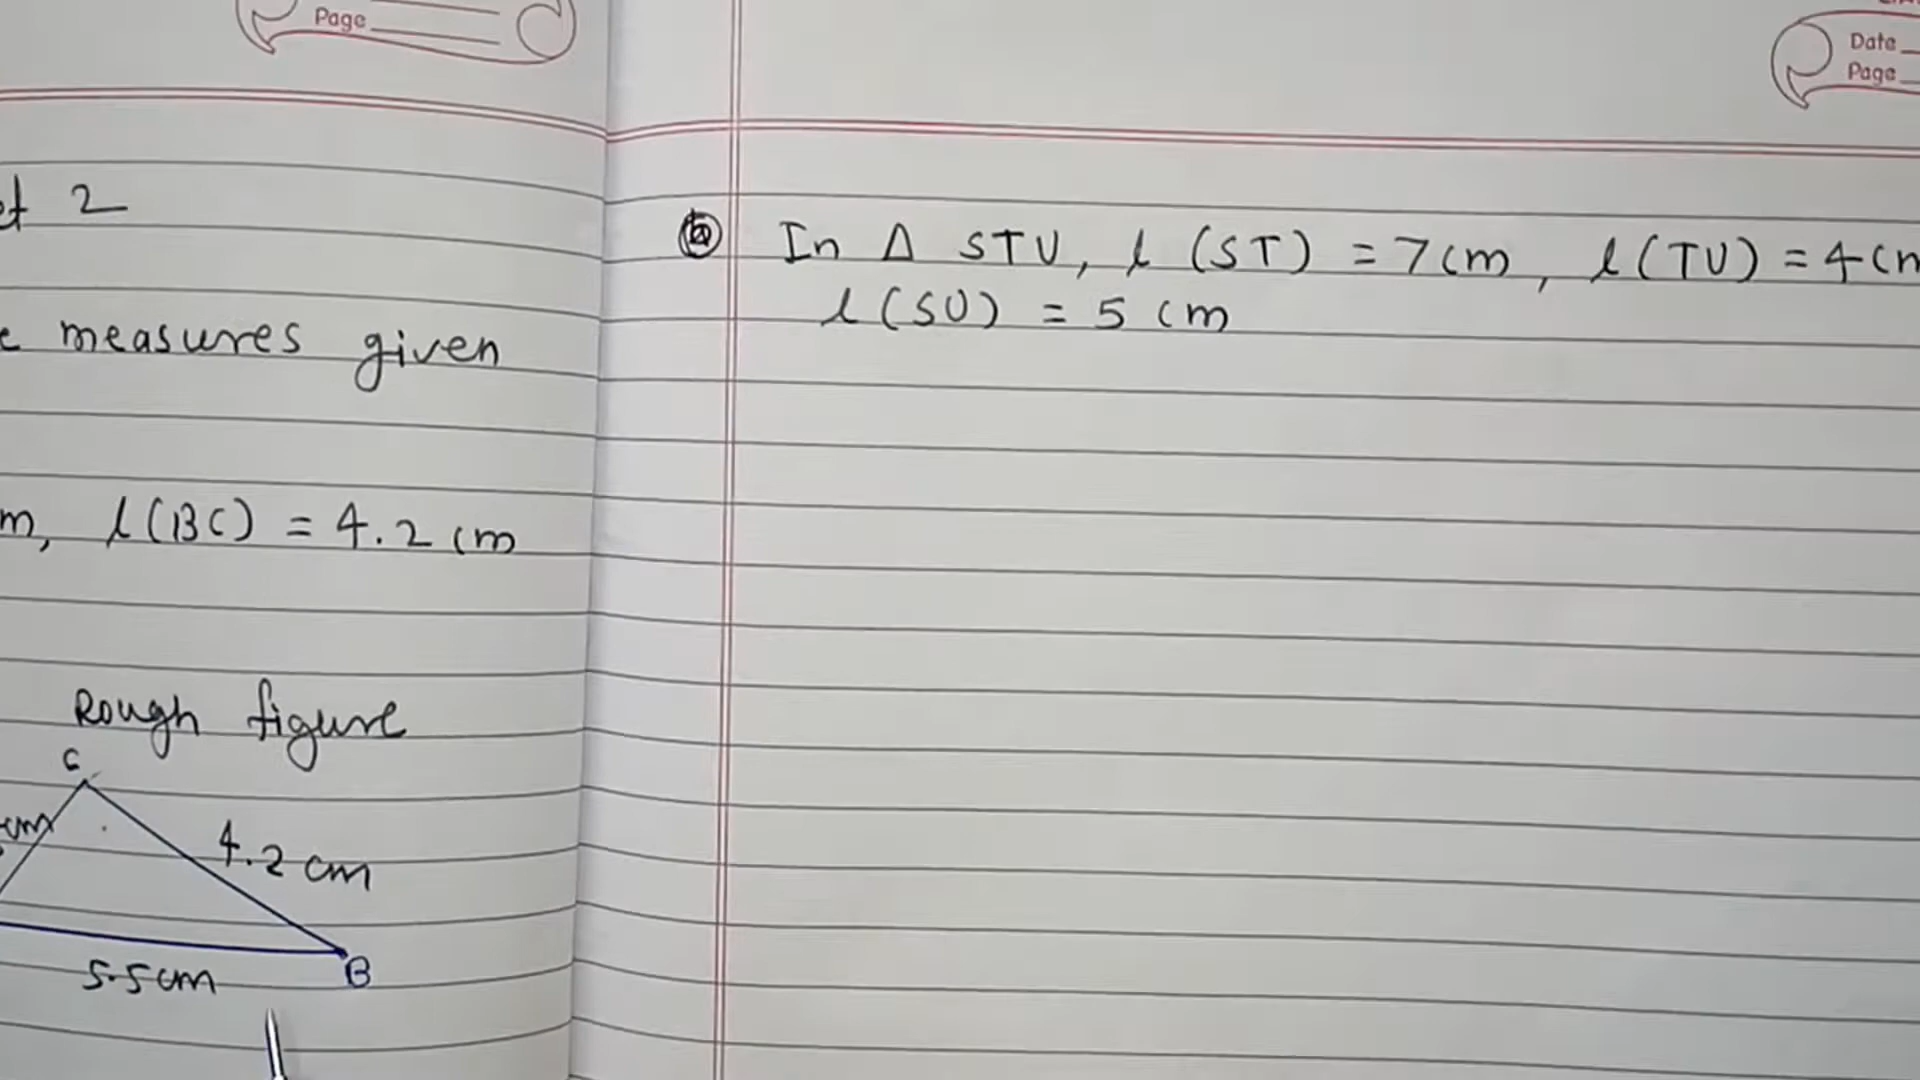 Page
2
measures given
l(BC) = 4.2 cm
Rough figure
C
cm
4.2 cm
5.5 cm
B
Date
Page
(b) In Δ STU, l (ST) = 7 cm, l(TU) = 4 c
l(SU) = 5 cm